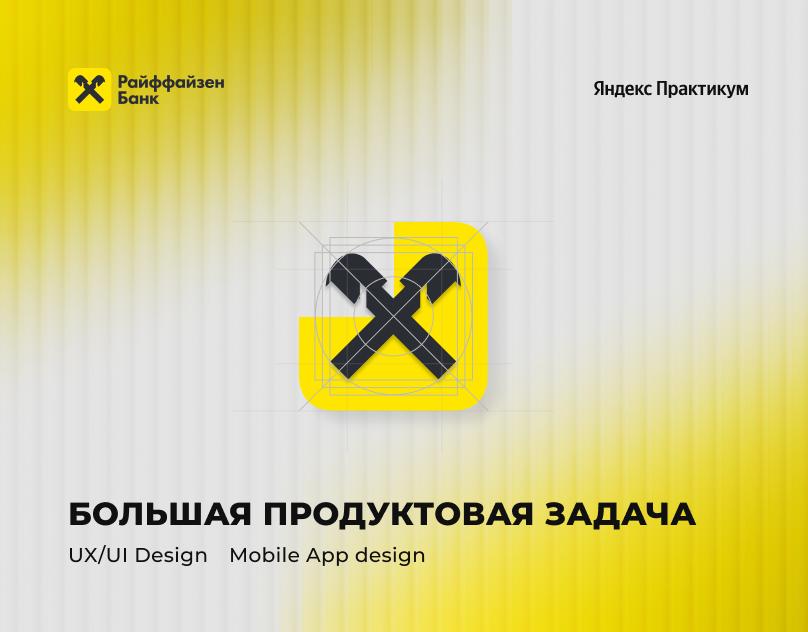 Райффайзен
Банк
Яндекс Практикум
БОЛЬШАЯ ПРОДУКТОВАЯ ЗАДАЧА
UX/UI Design Mobile App design